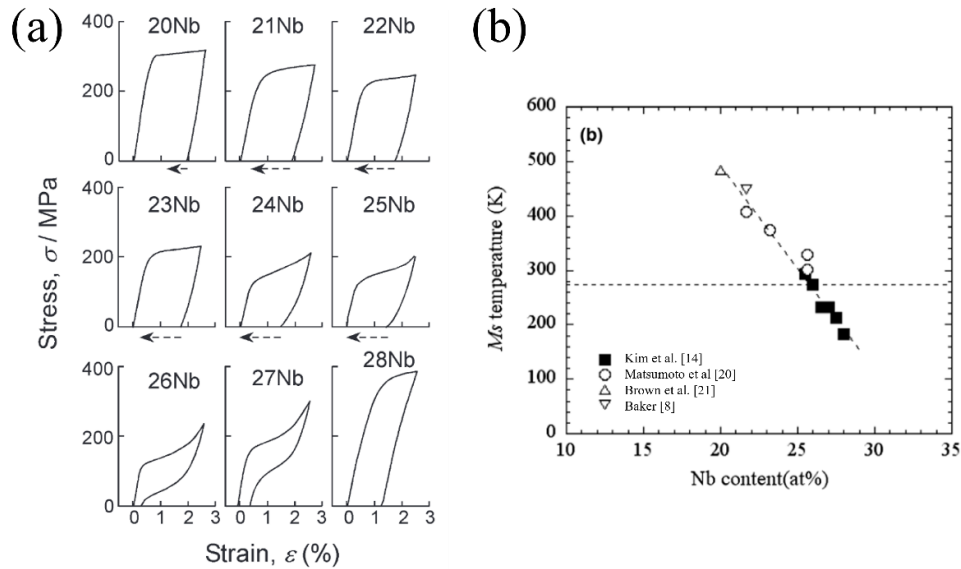 (a)
400
20Nb
21Nb
22Nb
200
0
400
23Nb
24Nb
25Nb
200
0
400
26Nb
27Nb
28Nb
200
0
0 1 2 3
0 1 2 3
0 1 2 3
Stress, σ / MPa
Strain, ε (%)
(b)
600
500
400
300
200
100
0
(b)
Ms temperature (K)
Kim et al. [14]
Matsumoto et al [20]
Brown et al. [21]
Baker [8]
10 15 20 25 30 35
Nb content(at%)